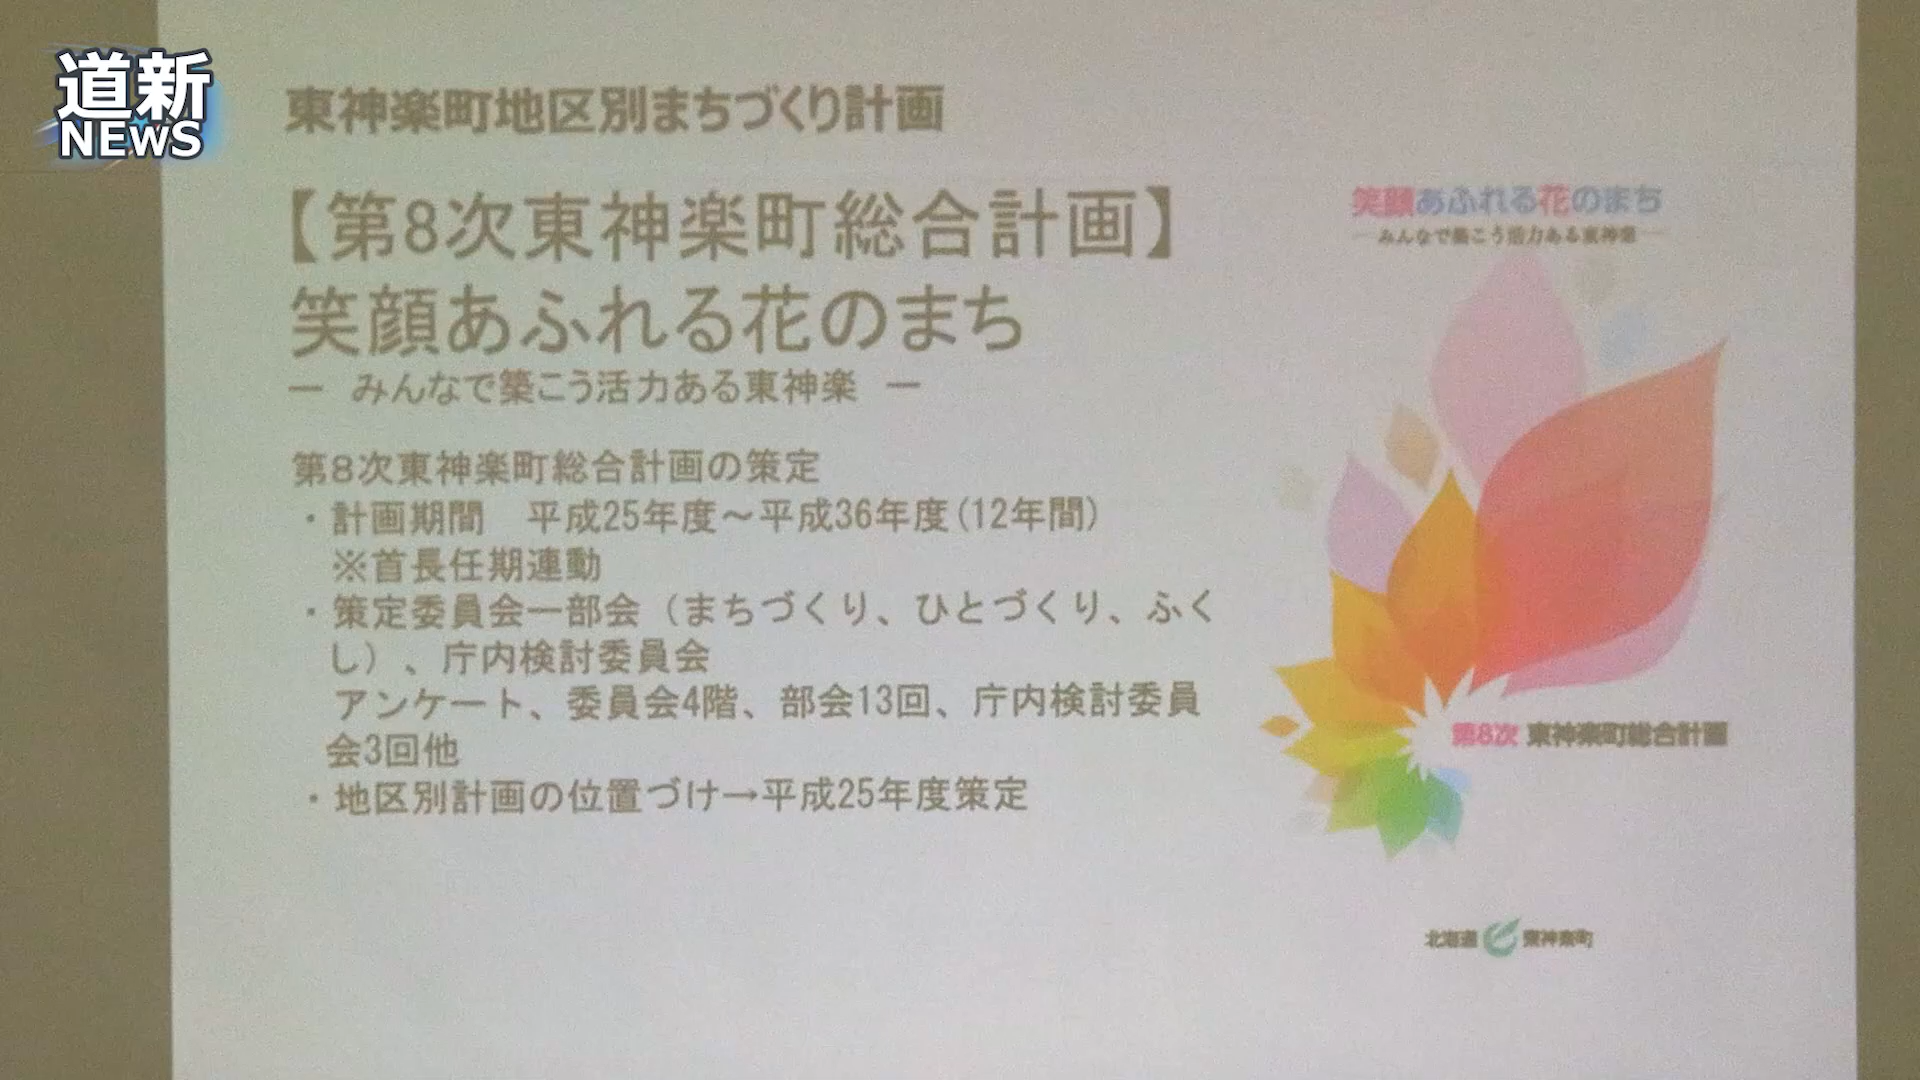 道新
NEWS
東神楽町地区別まちづくり計画
【第8次東神楽町総合計画】
笑顔あふれる花のまち
― みんなで築こう活力ある東神楽 ―
第8次東神楽町総合計画の策定
・計画期間 平成25年度～平成36年度(12年間)
※首長任期連動
・策定委員会一部会（まちづくり、ひとづくり、ふく
し）、庁内検討委員会
アンケート、委員会4階、部会13回、庁内検討委員
会3回他
・地区別計画の位置づけ→平成25年度策定
笑顔あふれる花のまち
―みんなで築こう活力ある東神楽―
第8次 東神楽町総合計画
北海道 東神楽町